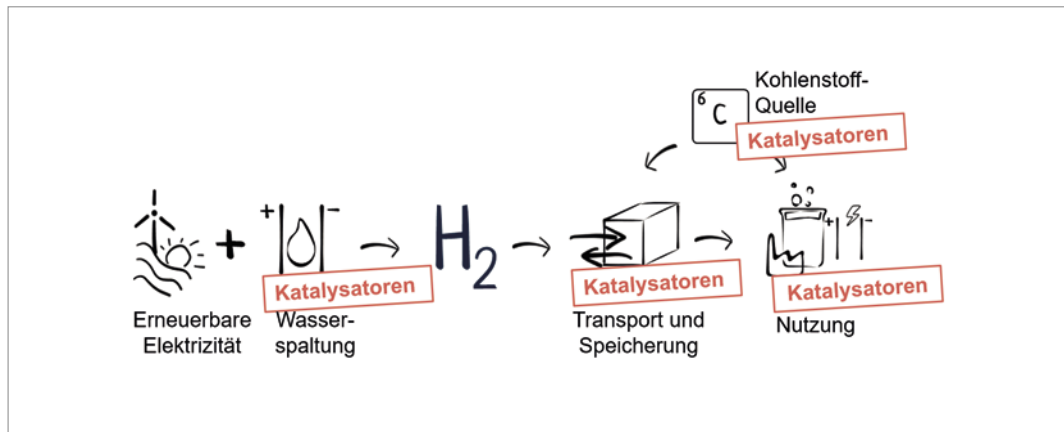 Kohlenstoff-
Quelle
6
C
Katalysatoren
+
+ −
H2
+ −
Katalysatoren
Katalysatoren
Katalysatoren
Erneuerbare
Elektrizität
Wasser-
spaltung
Transport und
Speicherung
Nutzung